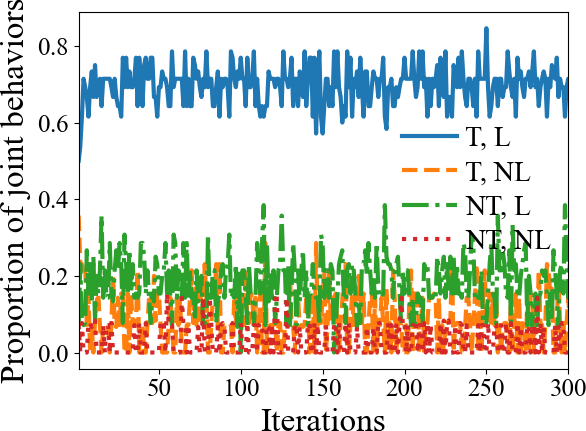 Proportion of joint behaviors
0.8
0.6
0.4
0.2
0.0
T, L
T, NL
NT, L
NT, NL
50
100
150
200
250
300
Iterations